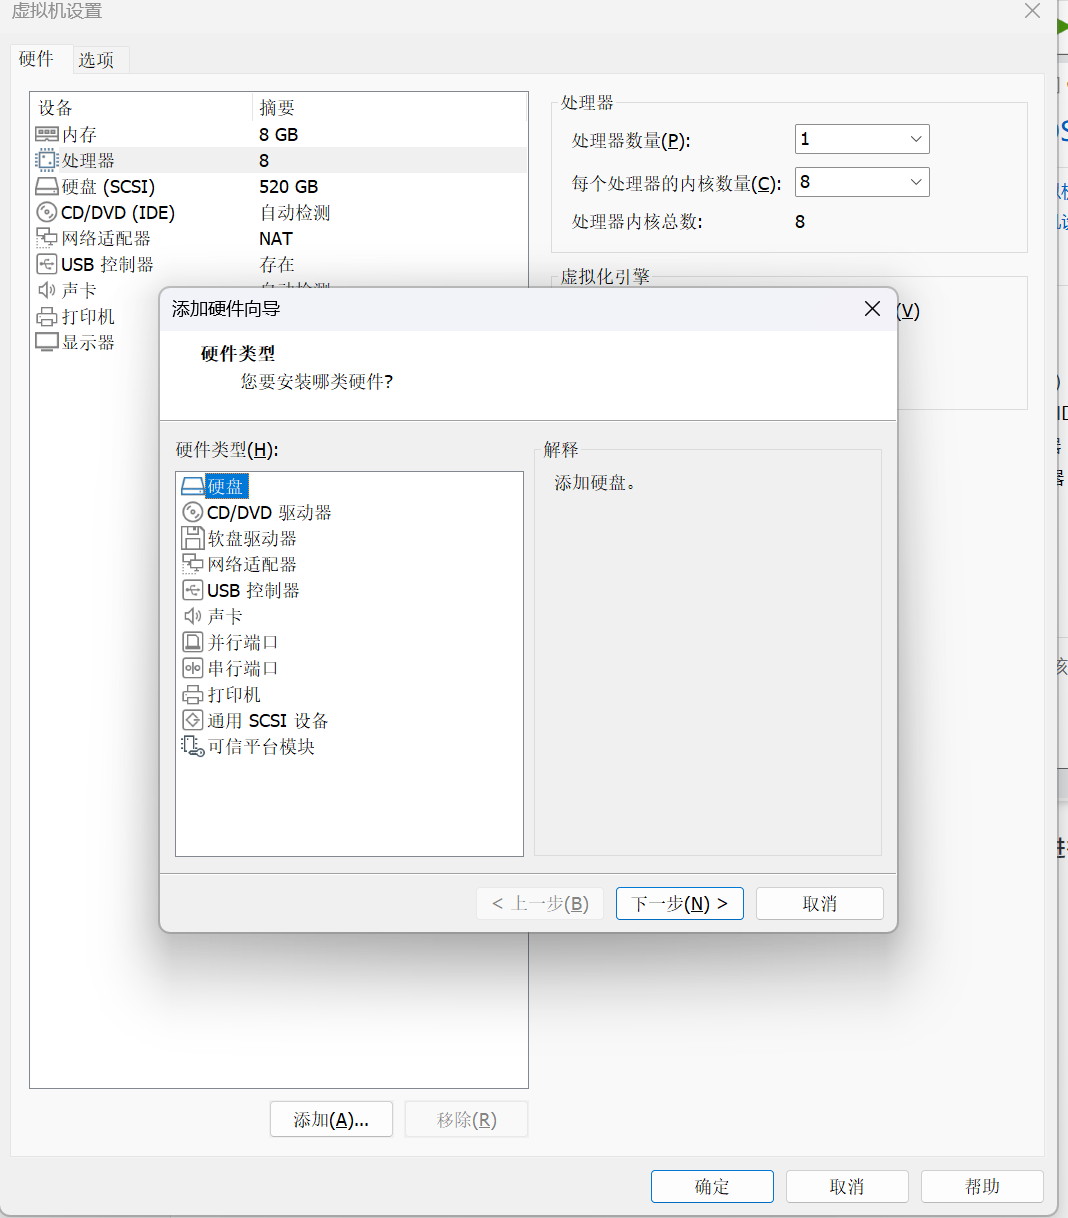 虚拟机设置
硬件 选项
设备 摘要
内存 8 GB
处理器 8
硬盘 (SCSI) 520 GB
CD/DVD (IDE) 自动检测
网络适配器 NAT
USB 控制器 存在
声卡 自动检测
打印机
显示器
处理器
处理器数量(P): 1
每个处理器的内核数量(C): 8
处理器内核总数: 8
虚拟化引擎
(V)
添加硬件向导
硬件类型
您要安装哪类硬件?
硬件类型(H):
硬盘
CD/DVD 驱动器
软盘驱动器
网络适配器
USB 控制器
声卡
并行端口
串行端口
打印机
通用 SCSI 设备
可信平台模块
解释
添加硬盘。
< 上一步(B) 下一步(N) > 取消
添加(A)... 移除(R)
确定 取消 帮助